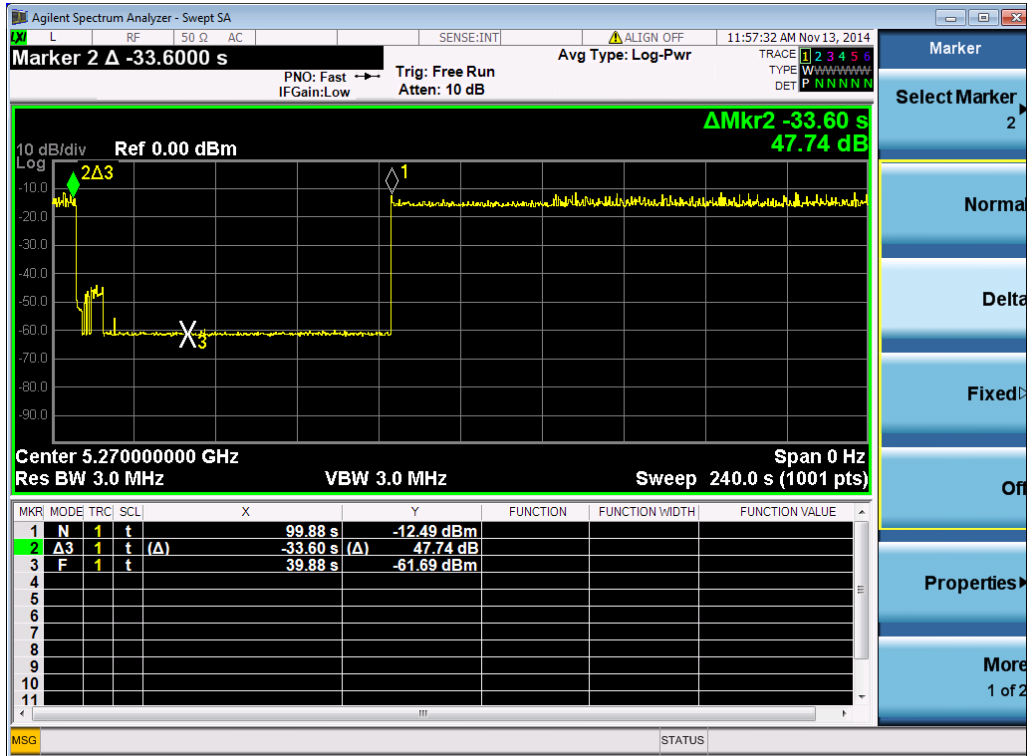 Agilent Spectrum Analyzer - Swept SA
LXI L RF 50 Ω AC SENSE:INT ALIGN OFF 11:57:32 AM Nov 13, 2014
Marker 2 Δ -33.6000 s
PNO: Fast
IFGain:Low
Trig: Free Run
Atten: 10 dB
Avg Type: Log-Pwr
TRACE 1 2 3 4 5 6
TYPE WWWWWW
DET P N N N N N
ΔMkr2 -33.60 s
47.74 dB
10 dB/div Ref 0.00 dBm
Log
2Δ3
1
-10.0
-20.0
-30.0
-40.0
-50.0
-60.0
3
-70.0
-80.0
-90.0
Center 5.270000000 GHz Span 0 Hz
Res BW 3.0 MHz VBW 3.0 MHz Sweep 240.0 s (1001 pts)
MKR MODE TRC SCL X Y FUNCTION FUNCTION WIDTH FUNCTION VALUE
1 N 1 t 99.88 s -12.49 dBm
2 Δ3 1 t (Δ) -33.60 s (Δ) 47.74 dB
3 F 1 t 39.88 s -61.69 dBm
4
5
6
7
8
9
10
11
MSG STATUS
Marker
Select Marker
2
Norma
Delta
Fixed
Off
Properties
More
1 of 2